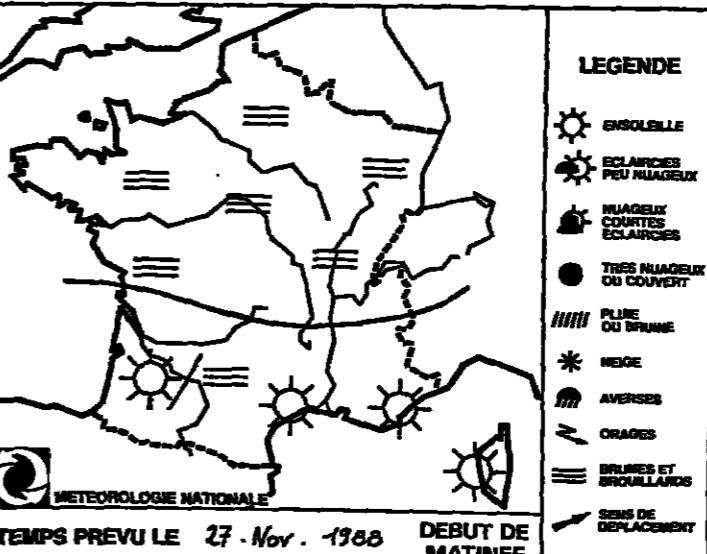 LEGENDE
ENSOLEILLE
ECLAIRCIES
PEU NUAGEUX
NUAGEUX
COURTES
ECLAIRCIES
TRES NUAGEUX
OU COUVERT
PLUIE
OU BRUINE
NEIGE
AVERSES
ORAGES
BRUMES ET
BROUILLARDS
SENS DE
DEPLACEMENT
METEOROLOGIE NATIONALE
TEMPS PREVU LE 27 - Nov. 1988 DEBUT DE
MATINEE